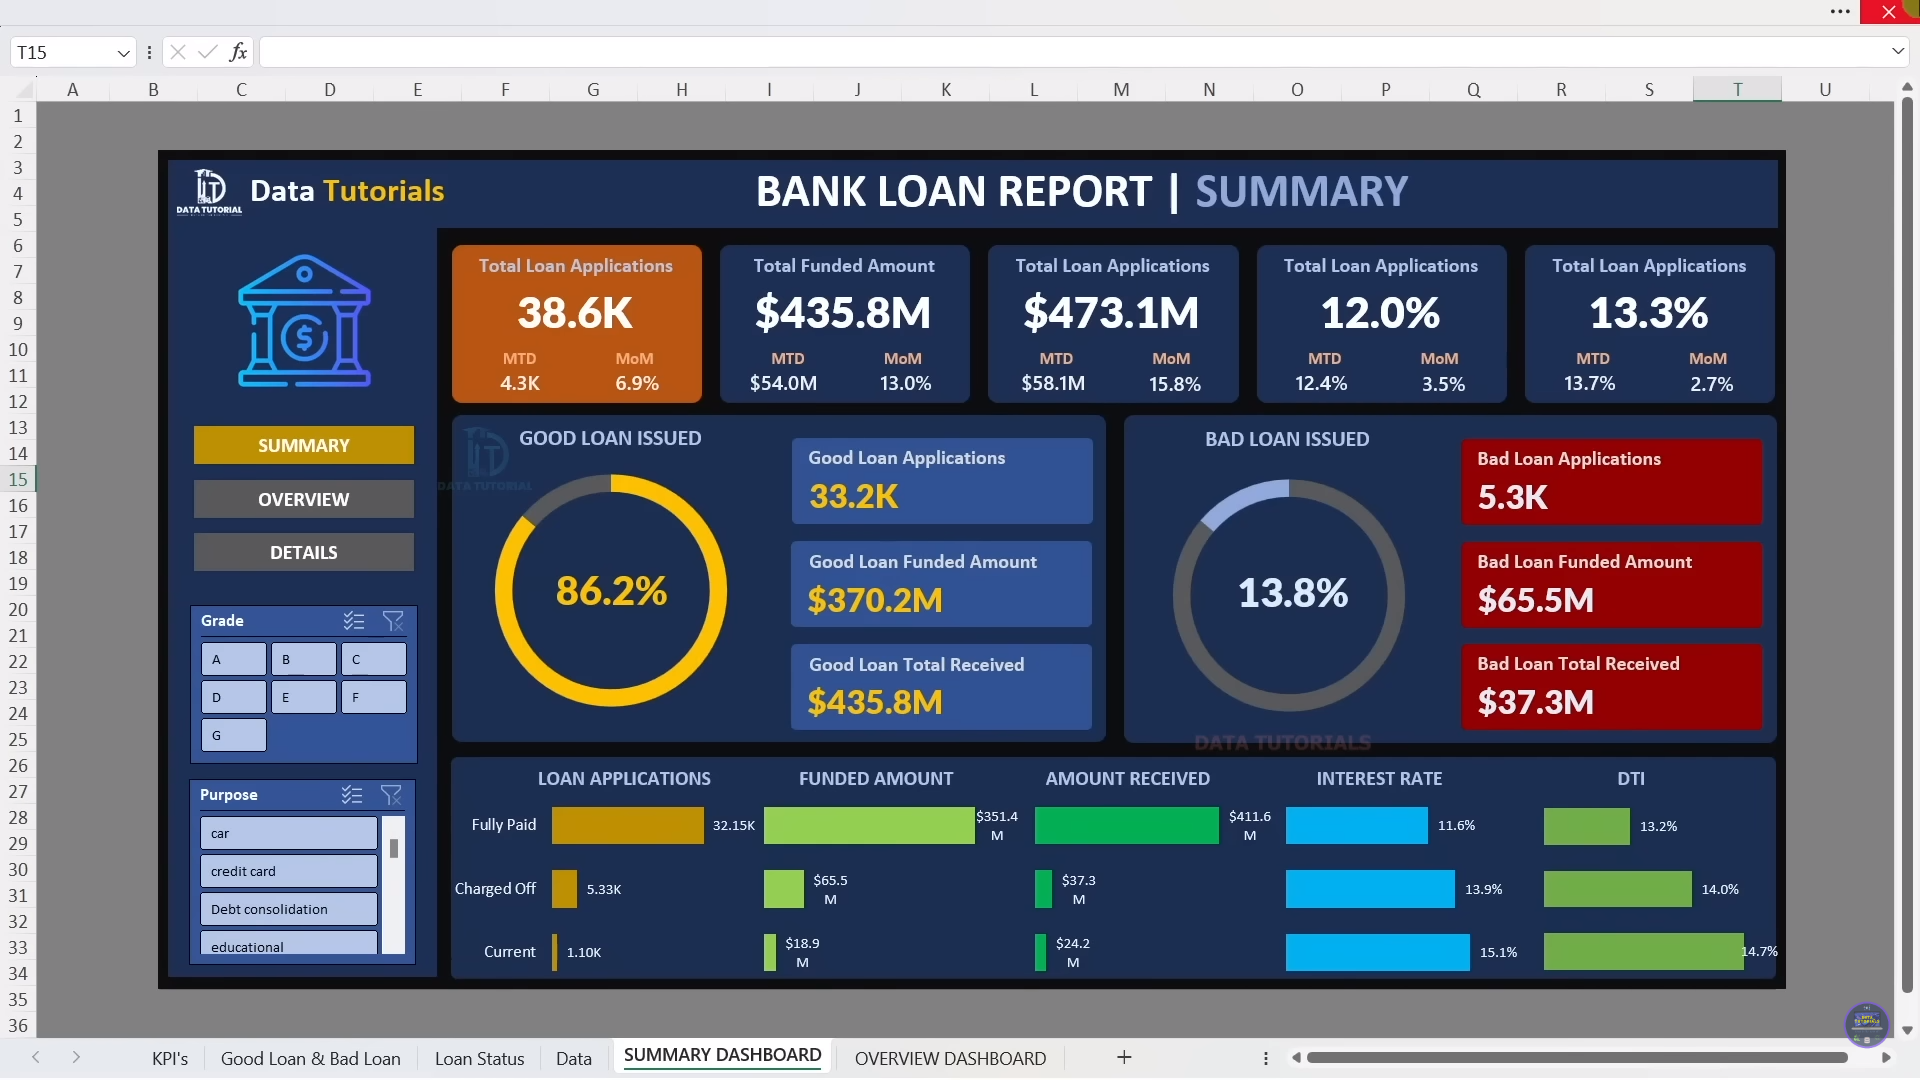 T15
fx
A B C D E F G H I J K L M N O P Q R S T U
1
2
3
4
5
6
7
8
9
10
11
12
13
14
15
16
17
18
19
20
21
22
23
24
25
26
27
28
29
30
31
32
33
34
35
36
DATA TUTORIAL
Data Tutorials
BANK LOAN REPORT | SUMMARY
SUMMARY
OVERVIEW
DETAILS
Grade
A B C
D E F
G
Purpose
car
credit card
Debt consolidation
educational
Total Loan Applications
38.6K
MTD MoM
4.3K 6.9%
Total Funded Amount
$435.8M
MTD MoM
$54.0M 13.0%
Total Loan Applications
$473.1M
MTD MoM
$58.1M 15.8%
Total Loan Applications
12.0%
MTD MoM
12.4% 3.5%
Total Loan Applications
13.3%
MTD MoM
13.7% 2.7%
DATA TUTORIAL
GOOD LOAN ISSUED
86.2%
Good Loan Applications
33.2K
Good Loan Funded Amount
$370.2M
Good Loan Total Received
$435.8M
BAD LOAN ISSUED
13.8%
Bad Loan Applications
5.3K
Bad Loan Funded Amount
$65.5M
Bad Loan Total Received
$37.3M
DATA TUTORIALS
LOAN APPLICATIONS FUNDED AMOUNT AMOUNT RECEIVED INTEREST RATE DTI
Fully Paid 32.15K $351.4 M $411.6 M 11.6% 13.2%
Charged Off 5.33K $65.5 M $37.3 M 13.9% 14.0%
Current 1.10K $18.9 M $24.2 M 15.1% 14.7%
KPI's Good Loan & Bad Loan Loan Status Data SUMMARY DASHBOARD OVERVIEW DASHBOARD +